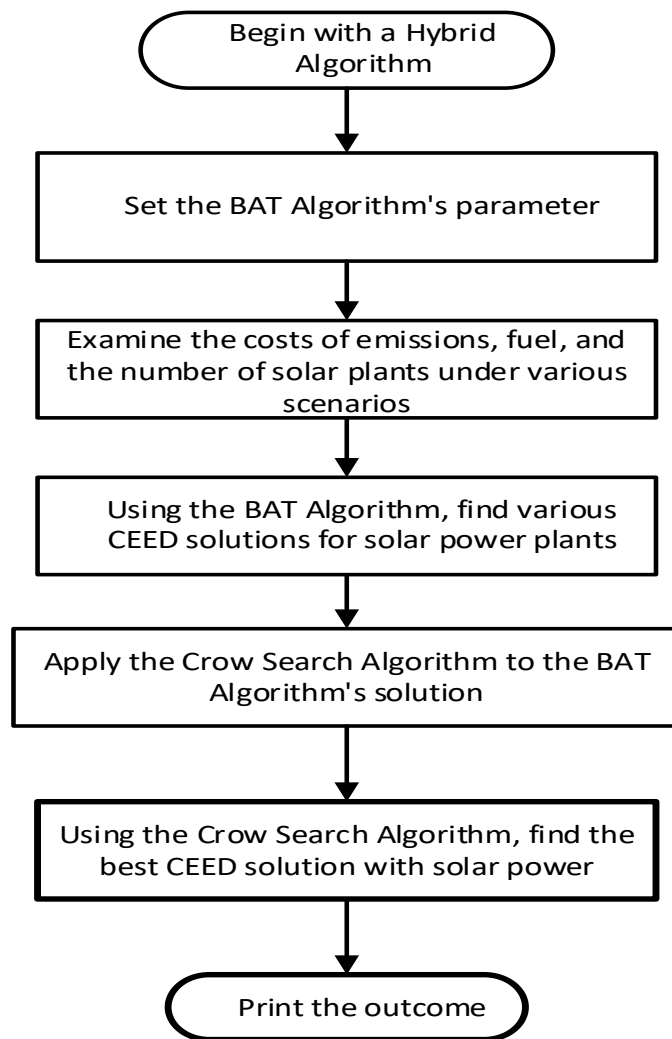 Begin with a Hybrid
Algorithm
Set the BAT Algorithm's parameter
Examine the costs of emissions, fuel, and
the number of solar plants under various
scenarios
Using the BAT Algorithm, find various
CEED solutions for solar power plants
Apply the Crow Search Algorithm to the BAT
Algorithm's solution
Using the Crow Search Algorithm, find the
best CEED solution with solar power
Print the outcome